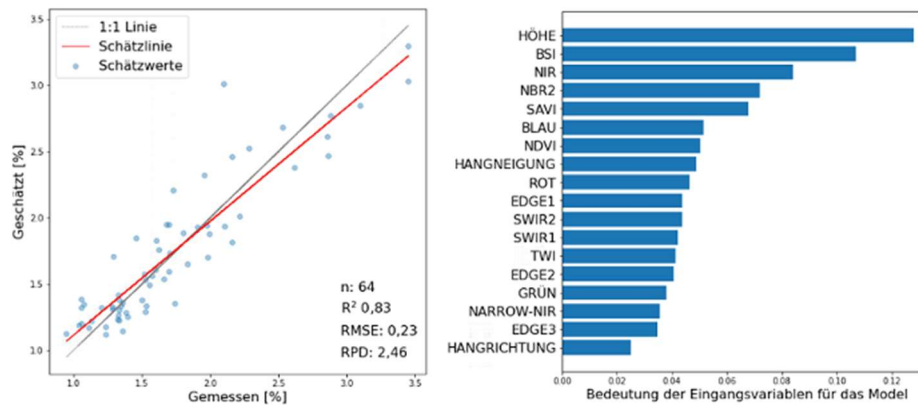 1:1 Linie
Schätzlinie
Schätzwerte
3.5
3.0
2.5
2.0
1.5
1.0
Geschätzt [%]
n: 64
R² 0,83
RMSE: 0,23
RPD: 2,46
1.0 1.5 2.0 2.5 3.0 3.5
Gemessen [%]
HÖHE
BSI
NIR
NBR2
SAVI
BLAU
NDVI
HANGNEIGUNG
ROT
EDGE1
SWIR2
SWIR1
TWI
EDGE2
GRÜN
NARROW-NIR
EDGE3
HANGRICHTUNG
0.00 0.02 0.04 0.06 0.08 0.10 0.12
Bedeutung der Eingangsvariablen für das Model